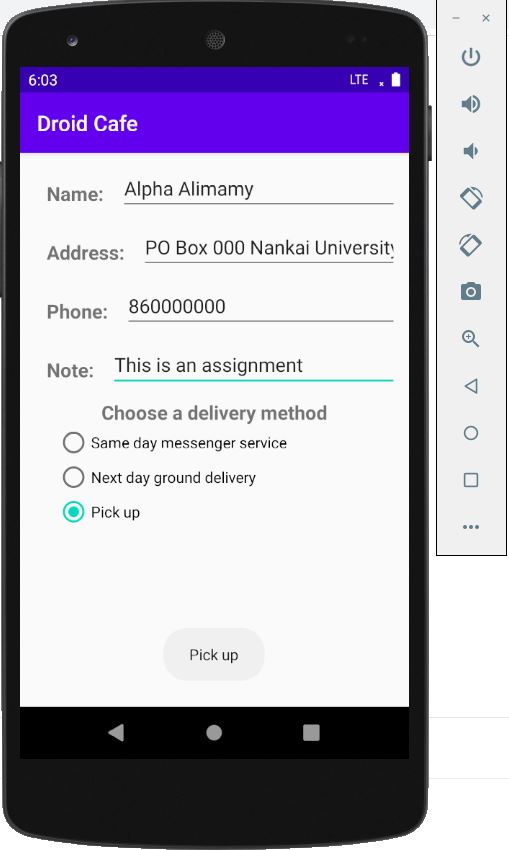 6:03 LTE
Droid Cafe
Name: Alpha Alimamy
Address: PO Box 000 Nankai University
Phone: 860000000
Note: This is an assignment
Choose a delivery method
Same day messenger service
Next day ground delivery
Pick up
Pick up